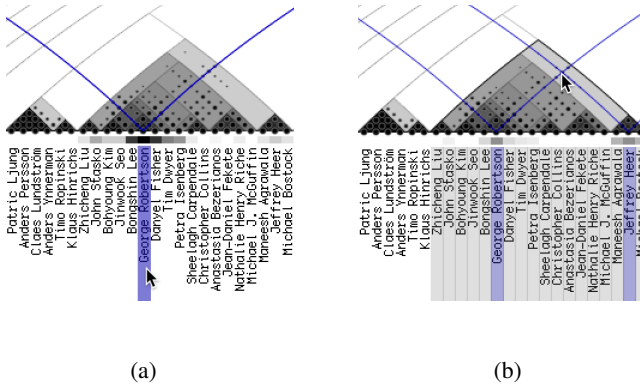 Patric Ljung
Anders Persson
Claes Lundström
Anders Ynnerman
Timo Ropinski
Klaus Hinrichs
Zhicheng Liu
John Stasko
Bohyoung Kim
Jinwook Seo
Bongshin Lee
George Robertson
Danyel Fisher
Tim Dwyer
Petra Isenberg
Sheelagh Carpendale
Christopher Collins
Anastasia Bezerianos
Jean-Daniel Fekete
Nathalie Henry Riche
Michael J. McGuffin
Maneesh Agrawala
Jeffrey Heer
Michael Bostock
(a)
Patric Ljung
Anders Persson
Claes Lundström
Anders Ynnerman
Timo Ropinski
Klaus Hinrichs
Zhicheng Liu
John Stasko
Bohyoung Kim
Jinwook Seo
Bongshin Lee
George Robertson
Danyel Fisher
Tim Dwyer
Petra Isenberg
Sheelagh Carpendale
Christopher Collins
Anastasia Bezerianos
Jean-Daniel Fekete
Nathalie Henry Riche
Michael J. McGuffin
Maneesh Agrawala
Jeffrey Heer
(b)